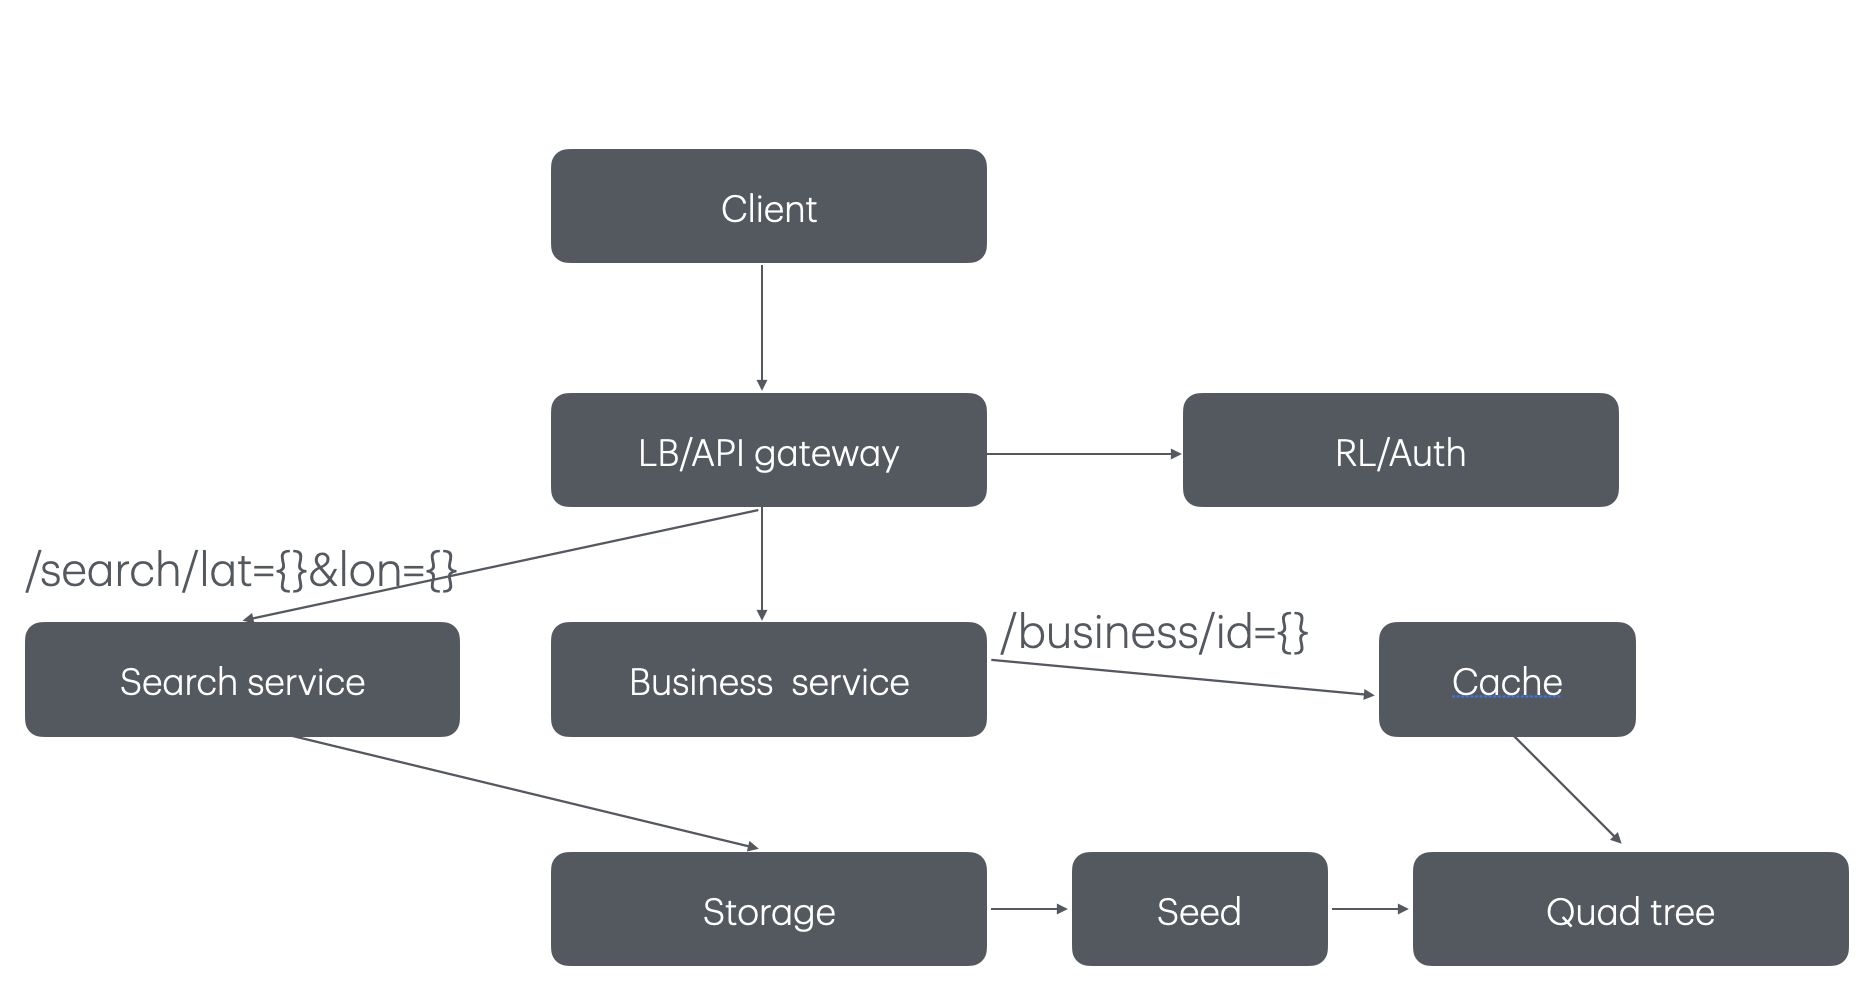 Client
LB/API gateway
RL/Auth
/search/lat={}&lon={}
/business/id={}
Search service
Business  service
Cache
Storage
Seed
Quad tree